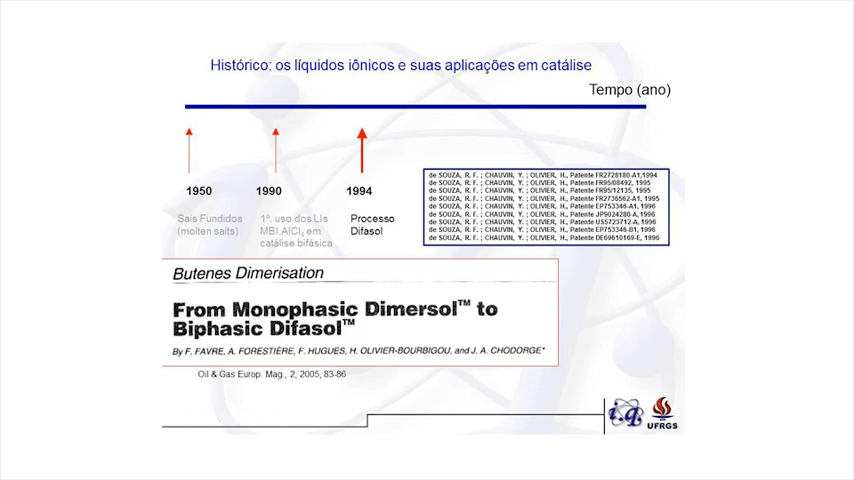 Histórico: os líquidos iônicos e suas aplicações em catálise
Tempo (ano)
1950
1990
1994
Sais Fundidos
(molten salts)
1º. uso dos LIs
MBI.AlCl4 em
catálise bifásica
Processo
Difasol
de SOUZA, R. F. ; CHAUVIN, Y. ; OLIVIER, H., Patente FR2728180-A1,1994
de SOUZA, R. F. ; CHAUVIN, Y. ; OLIVIER, H., Patente FR95/08492, 1995
de SOUZA, R. F. ; CHAUVIN, Y. ; OLIVIER, H., Patente FR95/12135, 1995
de SOUZA, R. F. ; CHAUVIN, Y. ; OLIVIER, H., Patente FR2736562-A1, 1995
de SOUZA, R. F. ; CHAUVIN, Y. ; OLIVIER, H., Patente EP753346-A1, 1996
de SOUZA, R. F. ; CHAUVIN, Y. ; OLIVIER, H., Patente JP9024280-A, 1996
de SOUZA, R. F. ; CHAUVIN, Y. ; OLIVIER, H., Patente US5723712-A, 1996
de SOUZA, R. F. ; CHAUVIN, Y. ; OLIVIER, H., Patente EP753346-B1, 1996
de SOUZA, R. F. ; CHAUVIN, Y. ; OLIVIER, H., Patente DE69610169-E, 1996
Butenes Dimerisation
From Monophasic Dimersol™ to
Biphasic Difasol™
By F. FAVRE, A. FORESTIÈRE, F. HUGUES, H. OLIVIER-BOURBIGOU, and J. A. CHODORGE*
Oil & Gas Europ. Mag., 2, 2005, 83-86
i.q.
UFRGS